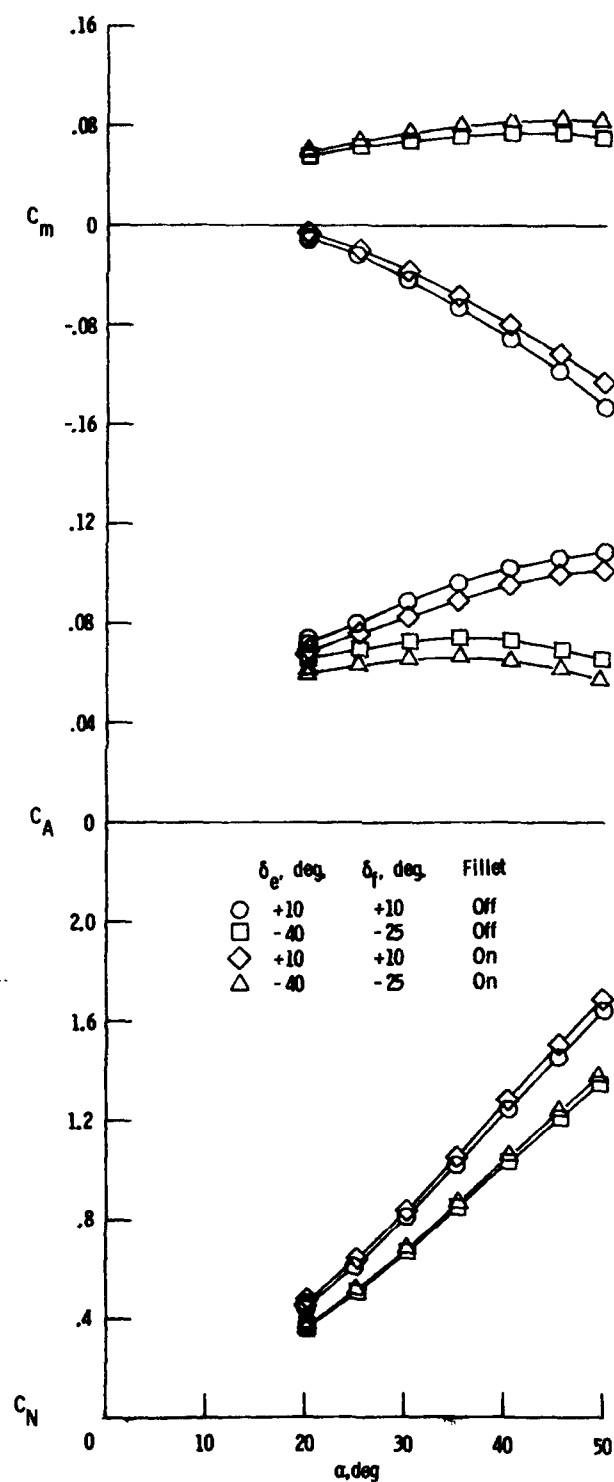 .16
.08
C_m 0
-.08
-.16
.12
.08
.04
C_A 0
δ_e, deg. δ_f, deg. Fillet
+10 +10 Off
-40 -25 Off
+10 +10 On
-40 -25 On
2.0
1.6
1.2
.8
.4
C_N
0 10 20 30 40 50
α, deg